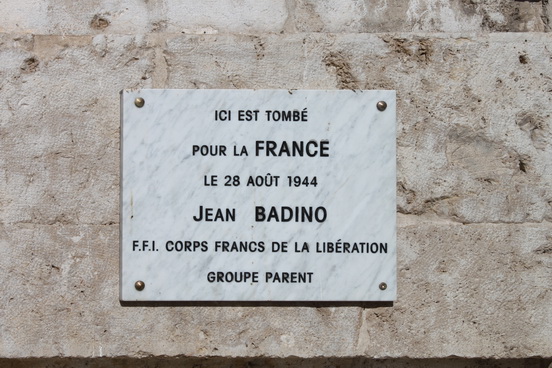 ICI EST TOMBÉ
POUR LA FRANCE
LE 28 AOÛT 1944
JEAN BADINO
F.F.I. CORPS FRANCS DE LA LIBÉRATION
GROUPE PARENT